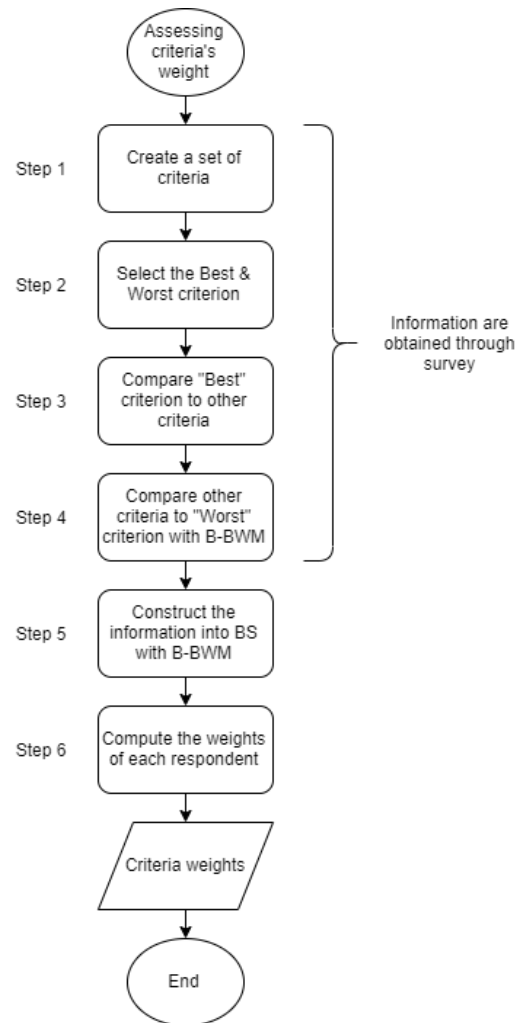 Assessing
criteria's
weight
Step 1
Create a set of
criteria
Step 2
Select the Best &
Worst criterion
Information are
obtained through
survey
Step 3
Compare "Best"
criterion to other
criteria
Step 4
Compare other
criteria to "Worst"
criterion with B-BWM
Step 5
Construct the
information into BS
with B-BWM
Step 6
Compute the weights
of each respondent
Criteria weights
End